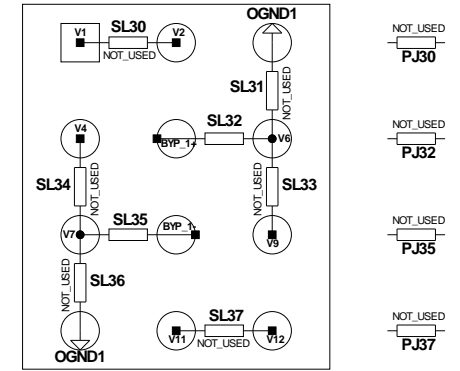 OGND1
V1
SL30
V2
NOT_USED
NOT_USED
PJ30
SL31
NOT_USED
SL32
V4
BYP_1+
V6
NOT_USED
PJ32
SL34
NOT_USED
SL33
NOT_USED
SL35
BYP_1-
V7
V9
NOT_USED
PJ35
NOT_USED
SL36
SL37
V11
NOT_USED
V12
OGND1
NOT_USED
PJ37